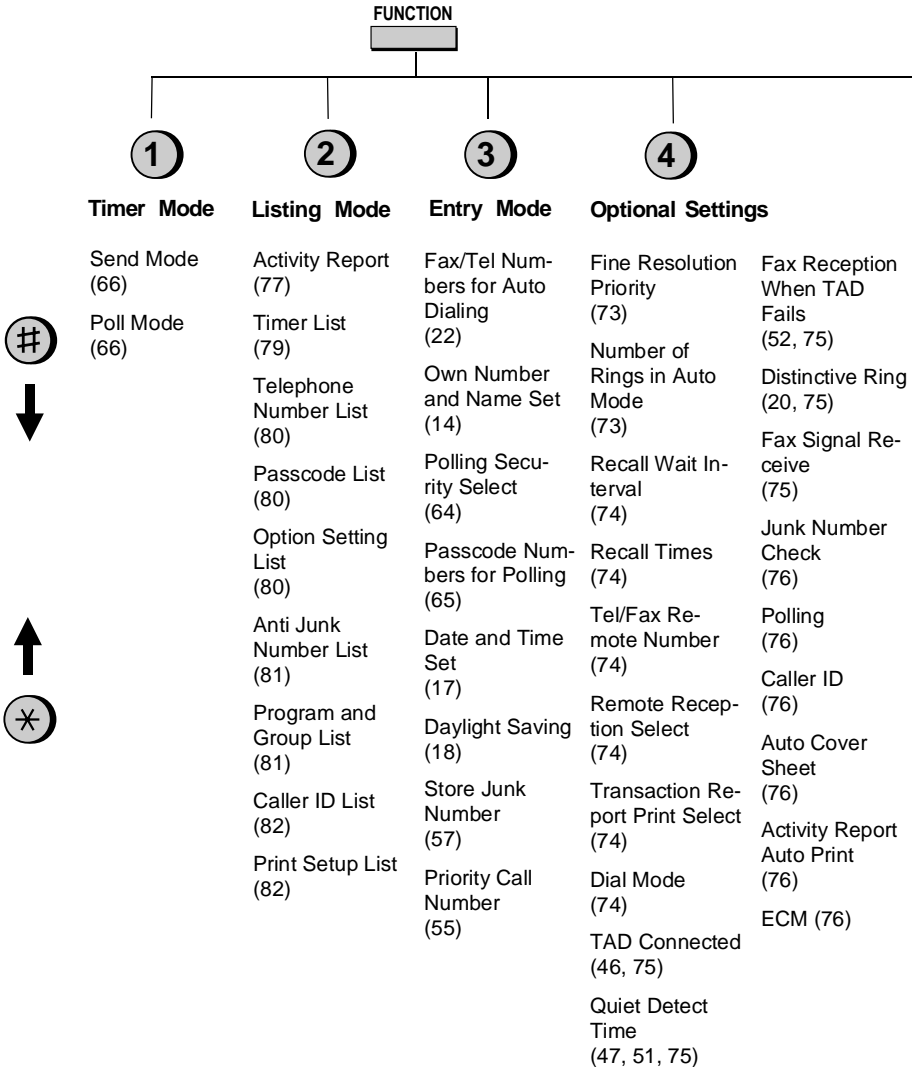 FUNCTION
1
2
3
4
Timer Mode
Send Mode
(66)
Poll Mode
(66)
Listing Mode
Activity Report
(77)
Timer List
(79)
Telephone
Number List
(80)
Passcode List
(80)
Option Setting
List
(80)
Anti Junk
Number List
(81)
Program and
Group List
(81)
Caller ID List
(82)
Print Setup List
(82)
Entry Mode
Fax/Tel Num-
bers for Auto
Dialing
(22)
Own Number
and Name Set
(14)
Polling Secu-
rity Select
(64)
Passcode Num-
bers for Polling
(65)
Date and Time
Set
(17)
Daylight Saving
(18)
Store Junk
Number
(57)
Priority Call
Number
(55)
Optional Settings
Fine Resolution
Priority
(73)
Number of
Rings in Auto
Mode
(73)
Recall Wait In-
terval
(74)
Recall Times
(74)
Tel/Fax Re-
mote Number
(74)
Remote Recep-
tion Select
(74)
Transaction Re-
port Print Select
(74)
Dial Mode
(74)
TAD Connected
(46, 75)
Quiet Detect
Time
(47, 51, 75)
Fax Reception
When TAD
Fails
(52, 75)
Distinctive Ring
(20, 75)
Fax Signal Re-
ceive
(75)
Junk Number
Check
(76)
Polling
(76)
Caller ID
(76)
Auto Cover
Sheet
(76)
Activity Report
Auto Print
(76)
ECM (76)
#
*